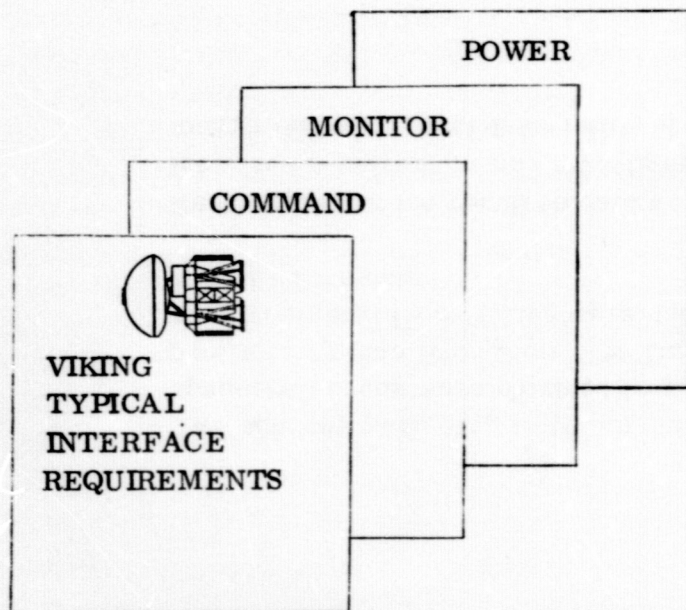 POWER
MONITOR
COMMAND
VIKING
TYPICAL
INTERFACE
REQUIREMENTS